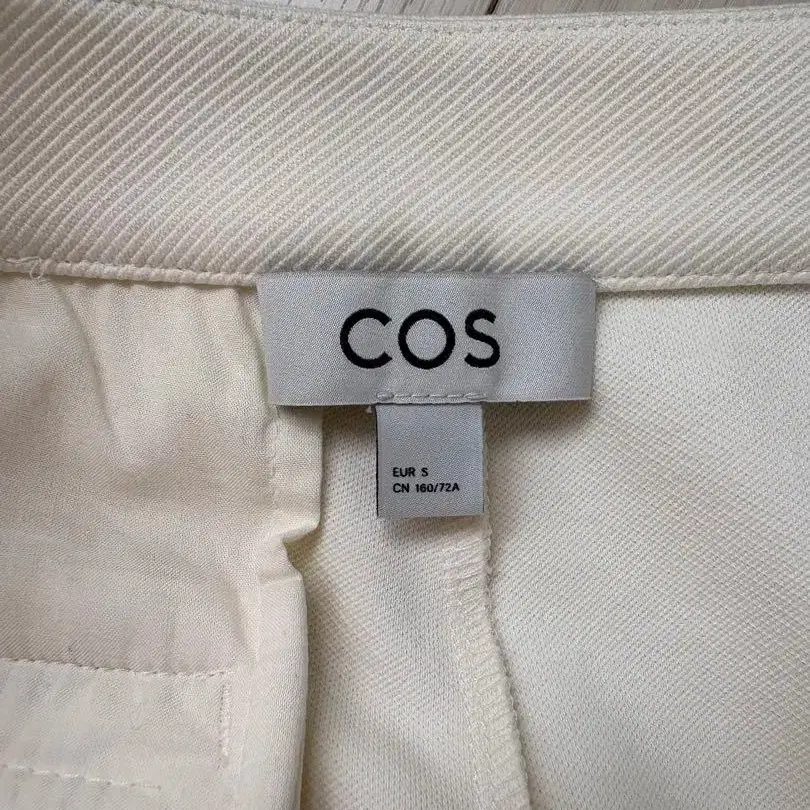 COS
EUR S
CN 160/72A